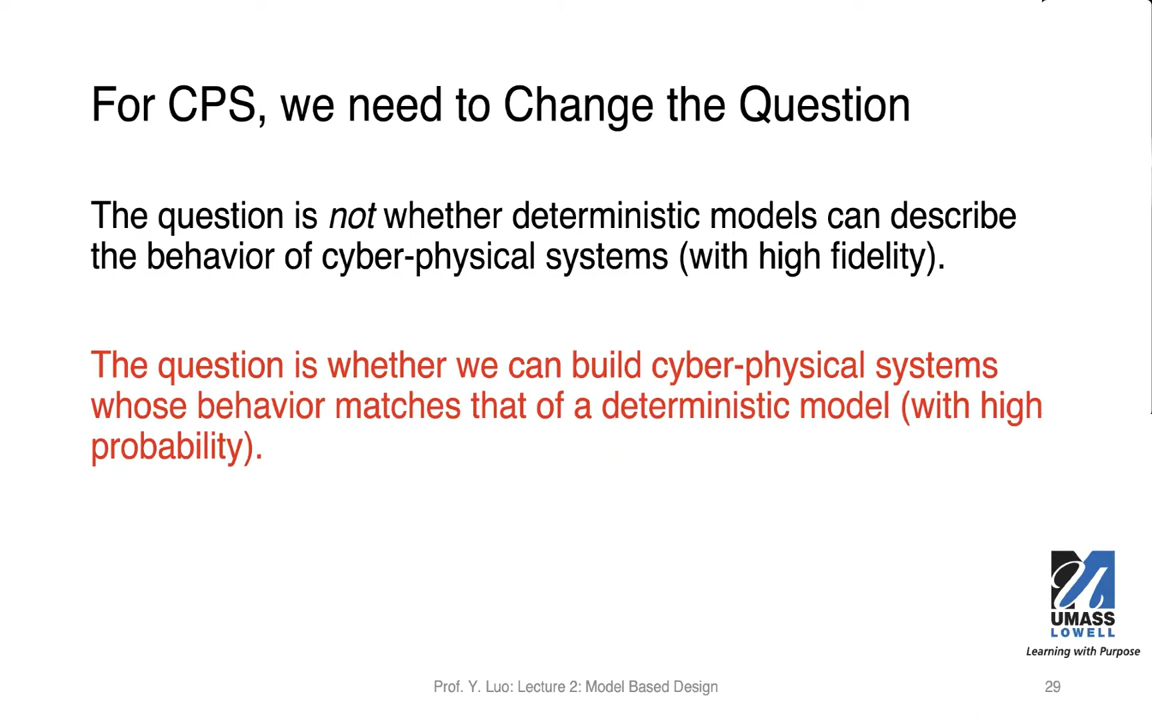 For CPS, we need to Change the Question
The question is not whether deterministic models can describe
the behavior of cyber-physical systems (with high fidelity).
The question is whether we can build cyber-physical systems
whose behavior matches that of a deterministic model (with high
probability).
UMASS
LOWELL
Learning with Purpose
Prof. Y. Luo: Lecture 2: Model Based Design
29